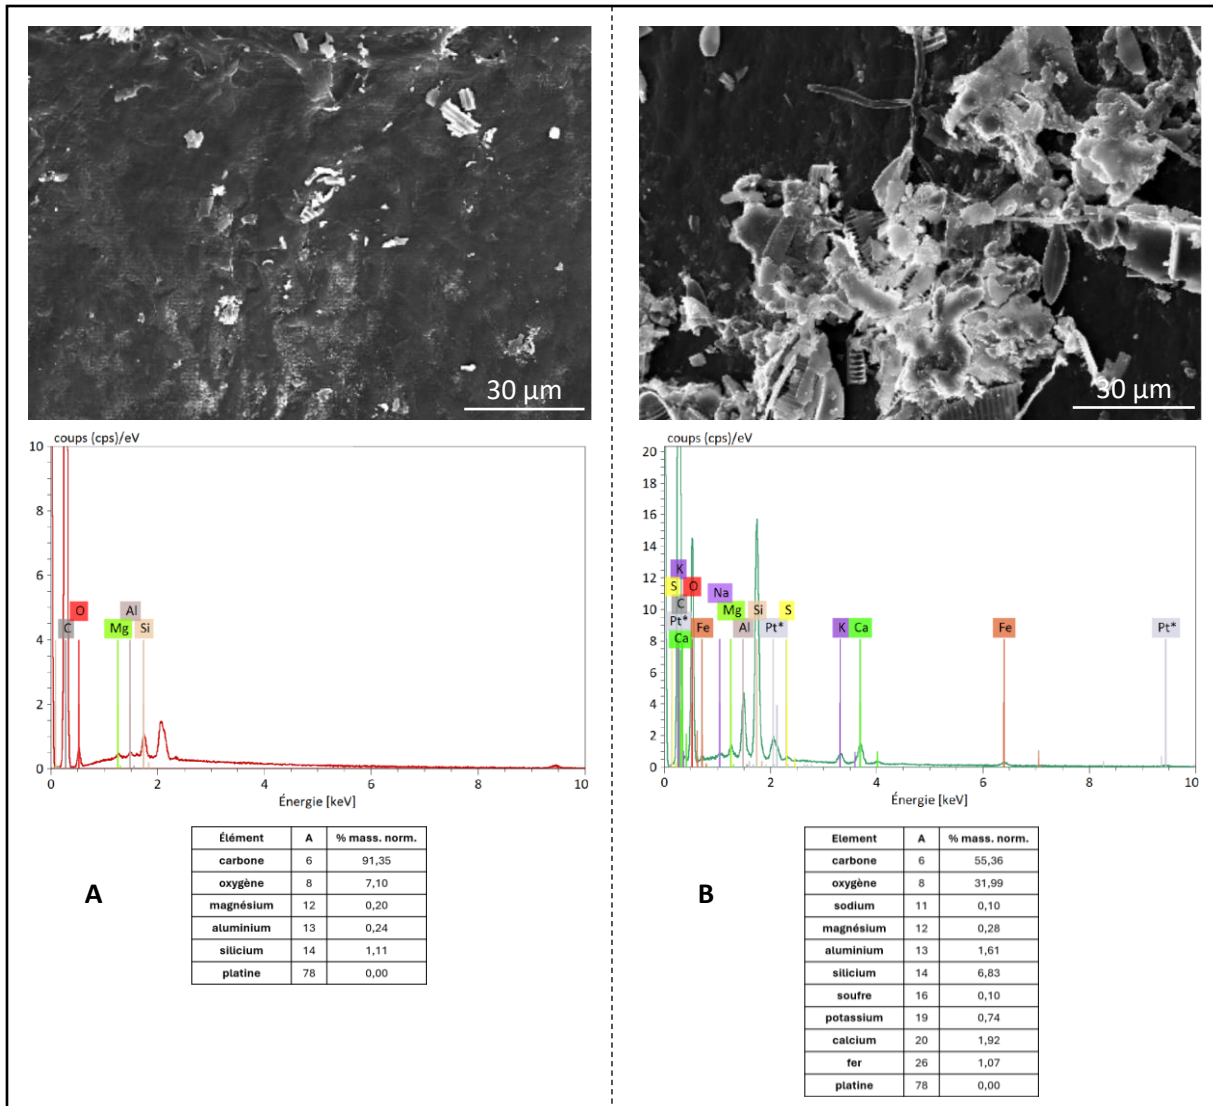 30 µm
coups (cps)/eV
10
8
6
4
2
0
O
Al
C
Mg
Si
0
2
4
6
8
10
Énergie [keV]
Élément A % mass. norm.
carbone 6 91,35
oxygène 8 7,10
magnésium 12 0,20
aluminium 13 0,24
silicium 14 1,11
platine 78 0,00
A
30 µm
coups (cps)/eV
20
18
16
14
12
10
8
6
4
2
0
K
S O Na
C Mg Si S
Pt* Fe Al Pt* K Ca Fe Pt*
Ca
0
2
4
6
8
10
Énergie [keV]
Element A % mass. norm.
carbone 6 55,36
oxygène 8 31,99
sodium 11 0,10
magnésium 12 0,28
aluminium 13 1,61
silicium 14 6,83
soufre 16 0,10
potassium 19 0,74
calcium 20 1,92
fer 26 1,07
platine 78 0,00
B